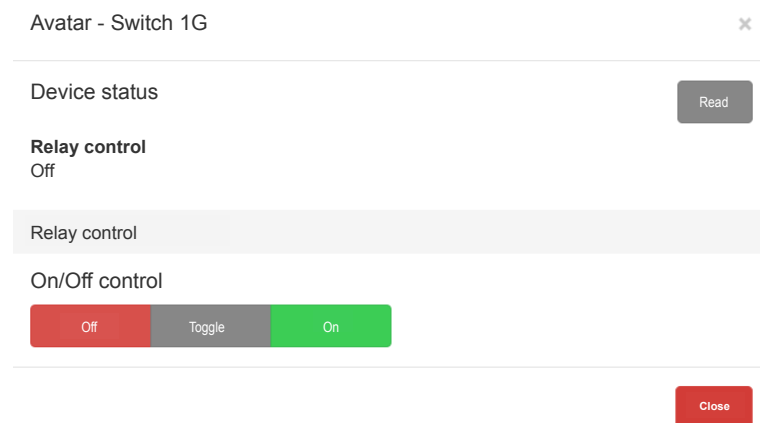 Avatar - Switch 1G ×
Device status Read
Relay control
Off
Relay control
On/Off control
Off Toggle On
Close